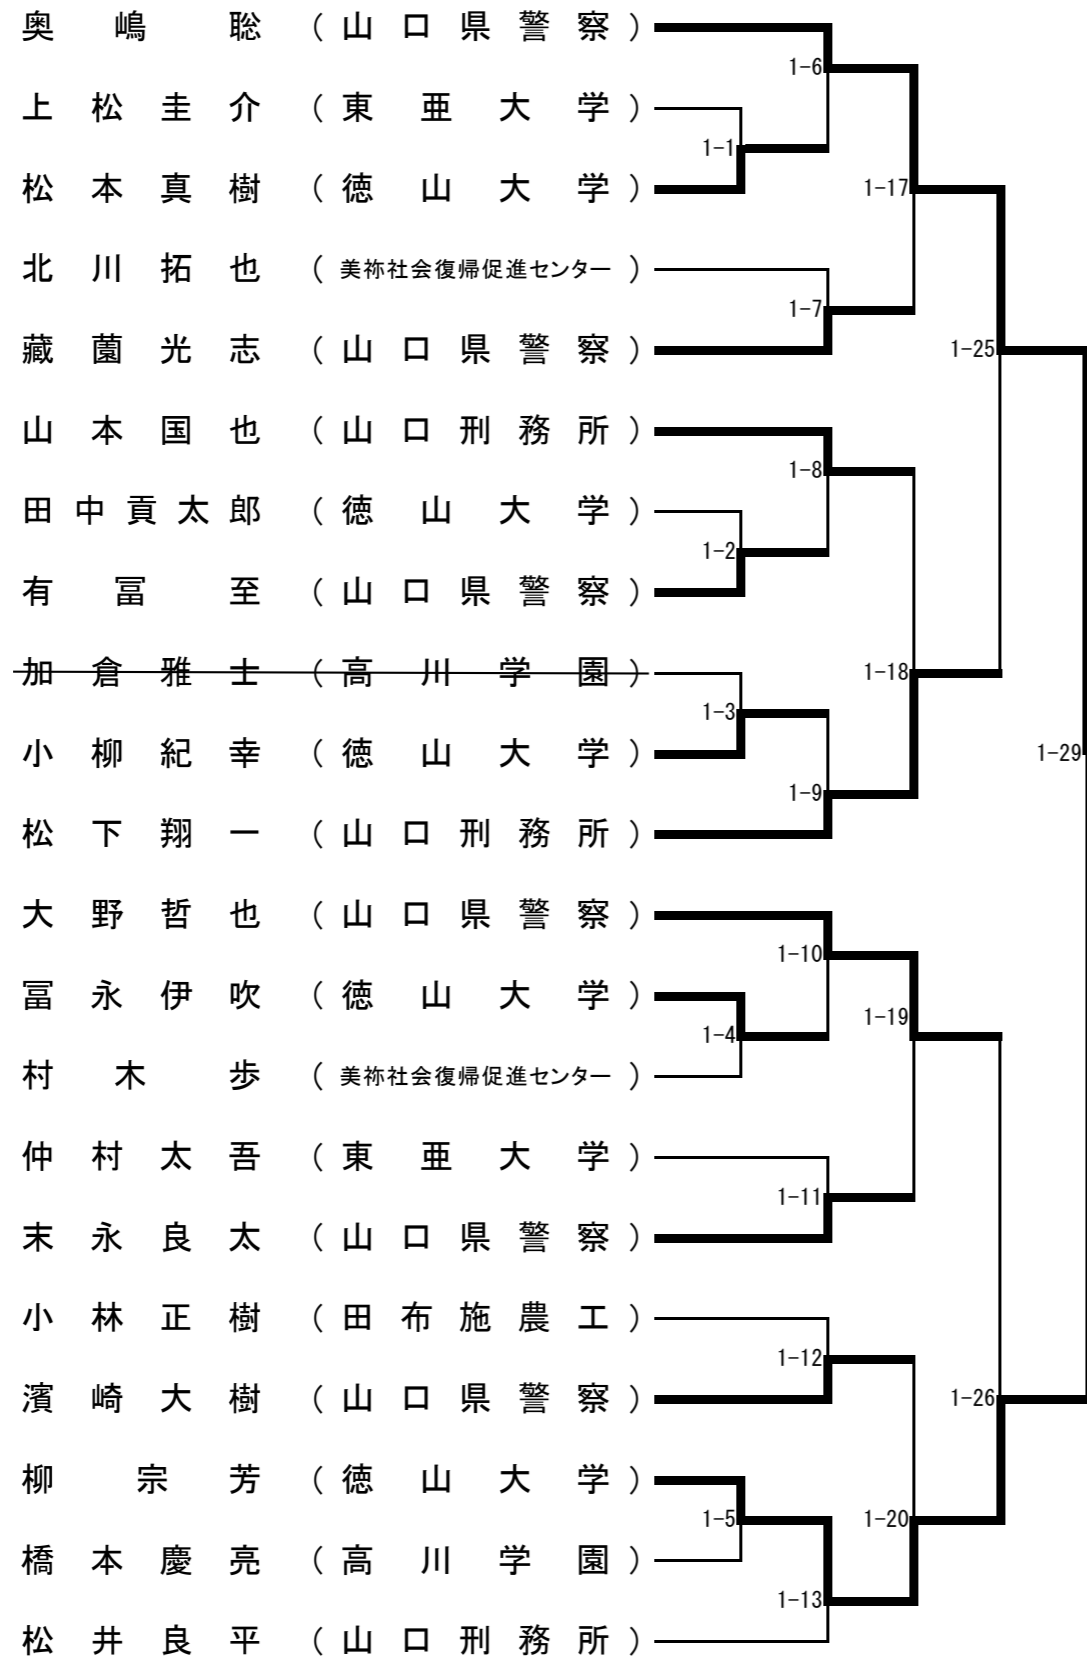 奥嶋聡（山口県警察）
1-6
上松圭介（東亜大学）
1-1
松本真樹（徳山大学）
1-17
北川拓也（美祢社会復帰促進センター）
1-7
藏薗光志（山口県警察）
1-25
山本国也（山口刑務所）
1-8
田中貢太郎（徳山大学）
1-2
有冨至（山口県警察）
加倉雅士（高川学園）
1-18
1-3
小柳紀幸（徳山大学）
1-29
1-9
松下翔一（山口刑務所）
大野哲也（山口県警察）
1-10
冨永伊吹（徳山大学）
1-19
1-4
村木歩（美祢社会復帰促進センター）
仲村太吾（東亜大学）
1-11
末永良太（山口県警察）
小林正樹（田布施農工）
1-12
濱崎大樹（山口県警察）
1-26
柳宗芳（徳山大学）
1-5
1-20
橋本慶亮（高川学園）
1-13
松井良平（山口刑務所）